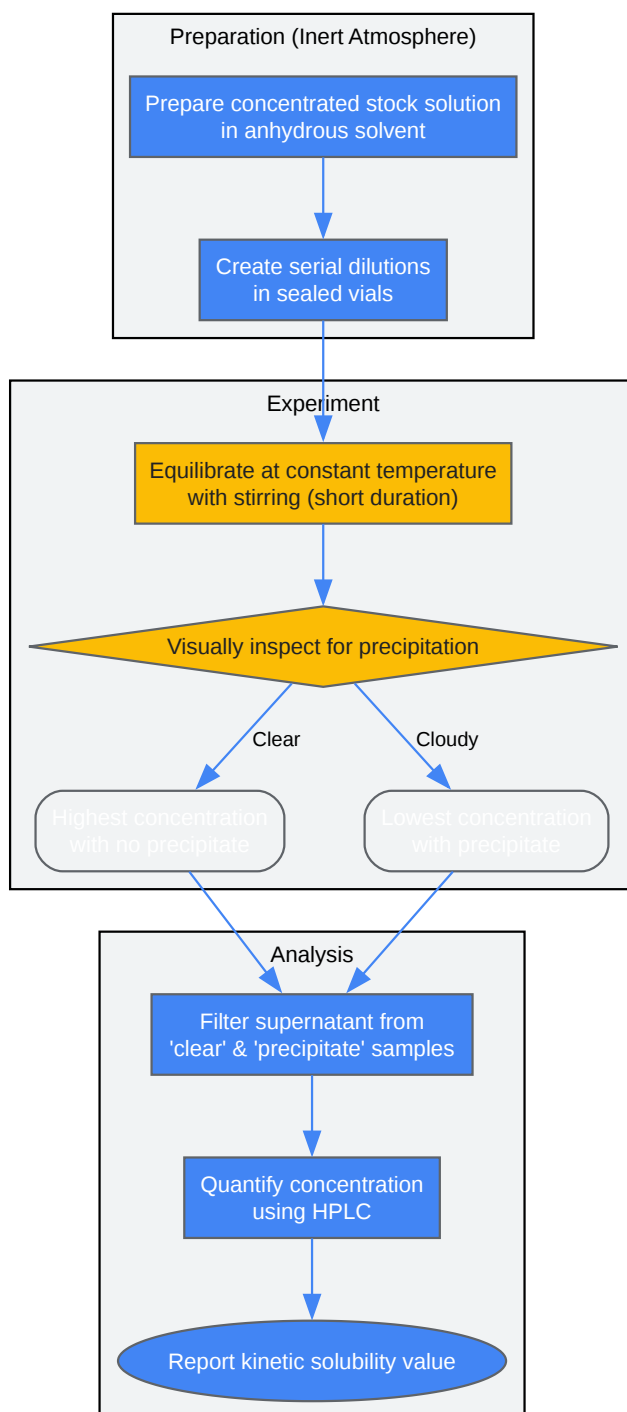 Preparation (Inert Atmosphere)
Prepare concentrated stock solution
in anhydrous solvent
Create serial dilutions
in sealed vials
Experiment
Equilibrate at constant temperature
with stirring (short duration)
Visually inspect for precipitation
Clear
Cloudy
Highest concentration
with no precipitate
Lowest concentration
with precipitate
Analysis
Filter supernatant from
'clear' & 'precipitate' samples
Quantify concentration
using HPLC
Report kinetic solubility value